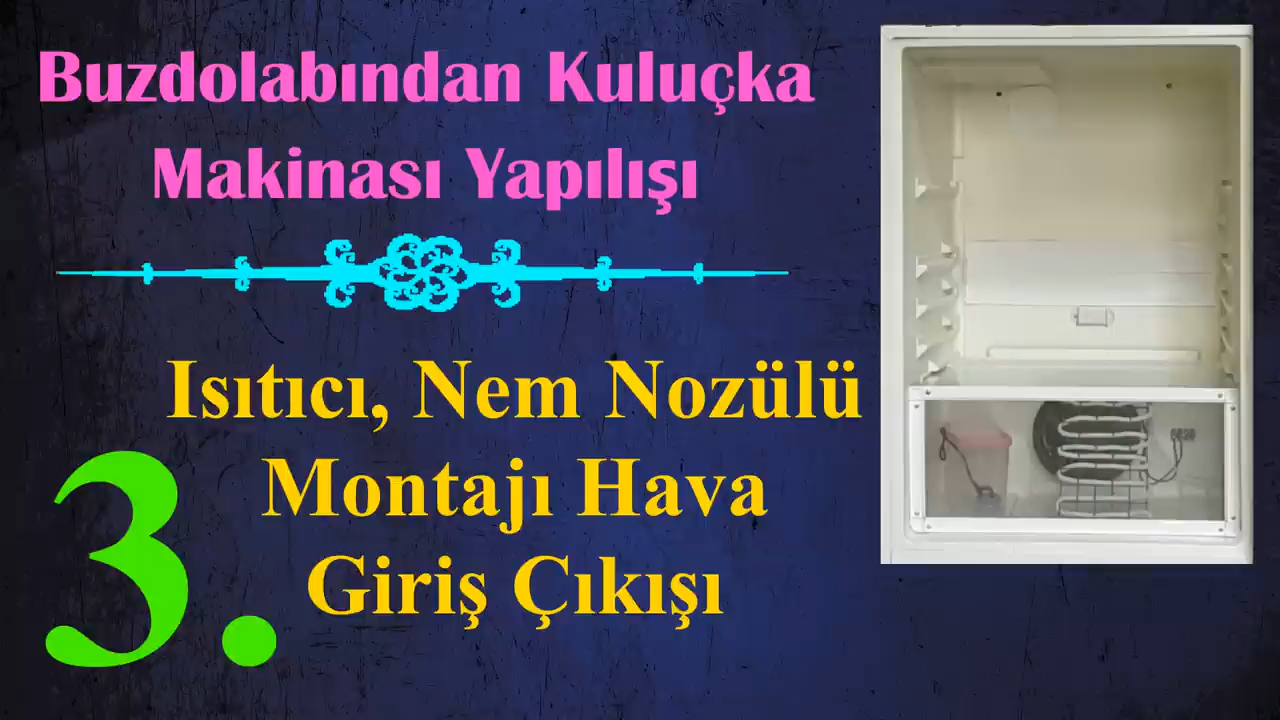 Buzdolabından Kuluçka
Makinası Yapılışı
3.
Isıtıcı, Nem Nozülü
Montajı Hava
Giriş Çıkışı